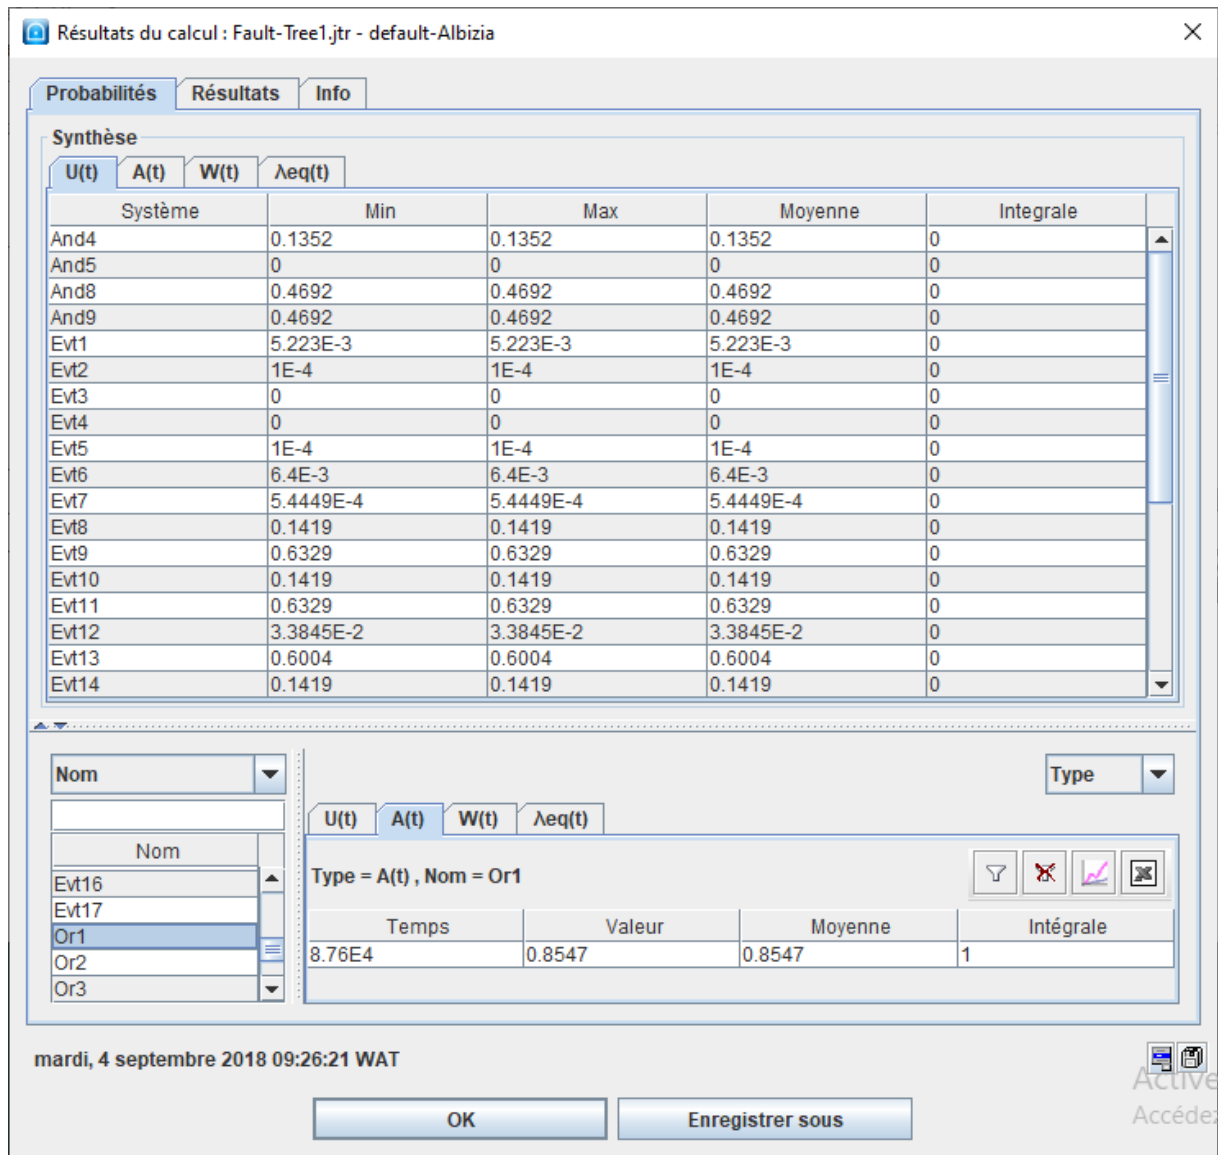 Résultats du calcul : Fault-Tree1.jtr - default-Albizia
Probabilités Résultats Info
Synthèse
U(t) A(t) W(t) λeq(t)
Système Min Max Moyenne Integrale
And4 0.1352 0.1352 0.1352 0
And5 0 0 0 0
And8 0.4692 0.4692 0.4692 0
And9 0.4692 0.4692 0.4692 0
Evt1 5.223E-3 5.223E-3 5.223E-3 0
Evt2 1E-4 1E-4 1E-4 0
Evt3 0 0 0 0
Evt4 0 0 0 0
Evt5 1E-4 1E-4 1E-4 0
Evt6 6.4E-3 6.4E-3 6.4E-3 0
Evt7 5.4449E-4 5.4449E-4 5.4449E-4 0
Evt8 0.1419 0.1419 0.1419 0
Evt9 0.6329 0.6329 0.6329 0
Evt10 0.1419 0.1419 0.1419 0
Evt11 0.6329 0.6329 0.6329 0
Evt12 3.3845E-2 3.3845E-2 3.3845E-2 0
Evt13 0.6004 0.6004 0.6004 0
Evt14 0.1419 0.1419 0.1419 0
Nom
Type
Nom
Evt16
Evt17
Or1
Or2
Or3
U(t) A(t) W(t) λeq(t)
Type = A(t) , Nom = Or1
Temps Valeur Moyenne Intégrale
8.76E4 0.8547 0.8547 1
mardi, 4 septembre 2018 09:26:21 WAT
Active
Accédez
OK Enregistrer sous